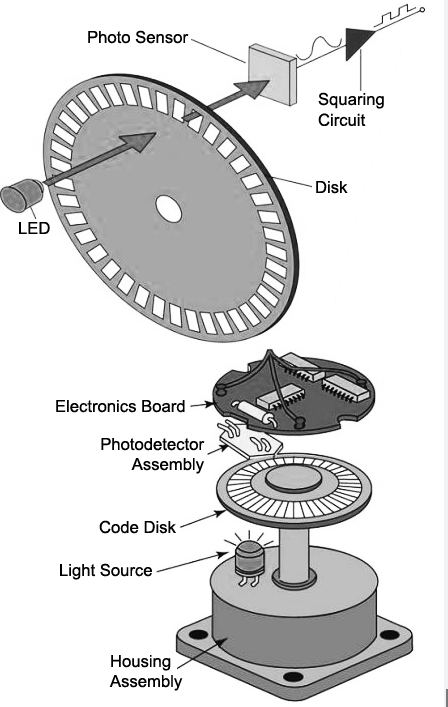 Photo Sensor
Squaring
Circuit
Disk
LED
Electronics Board
Photodetector
Assembly
Code Disk
Light Source
Housing
Assembly